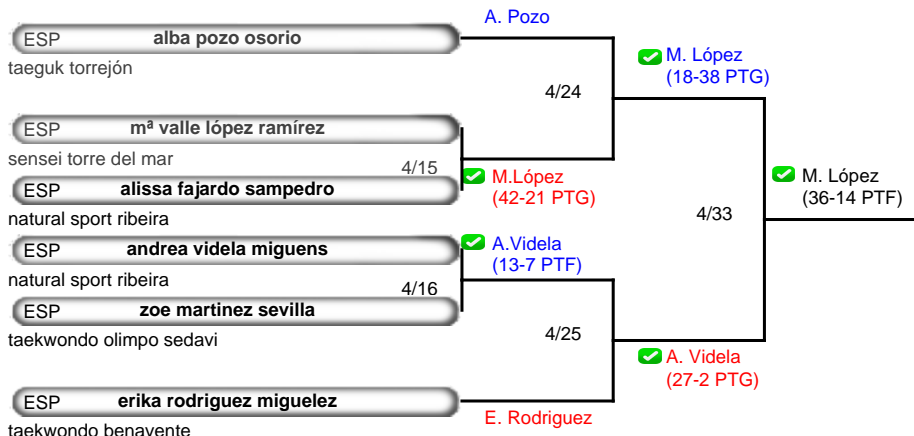 A. Pozo
ESP alba pozo osorio
taeguk torrejón
M. López
(18-38 PTG)
4/24
ESP mª valle lópez ramírez
sensei torre del mar
4/15
M.López
(42-21 PTG)
ESP alissa fajardo sampedro
natural sport ribeira
M. López
(36-14 PTF)
4/33
ESP andrea videla miguens
natural sport ribeira
A.Videla
(13-7 PTF)
4/16
ESP zoe martinez sevilla
taekwondo olimpo sedavi
4/25
A. Videla
(27-2 PTG)
ESP erika rodriguez miguelez
E. Rodriguez
taekwondo benavente